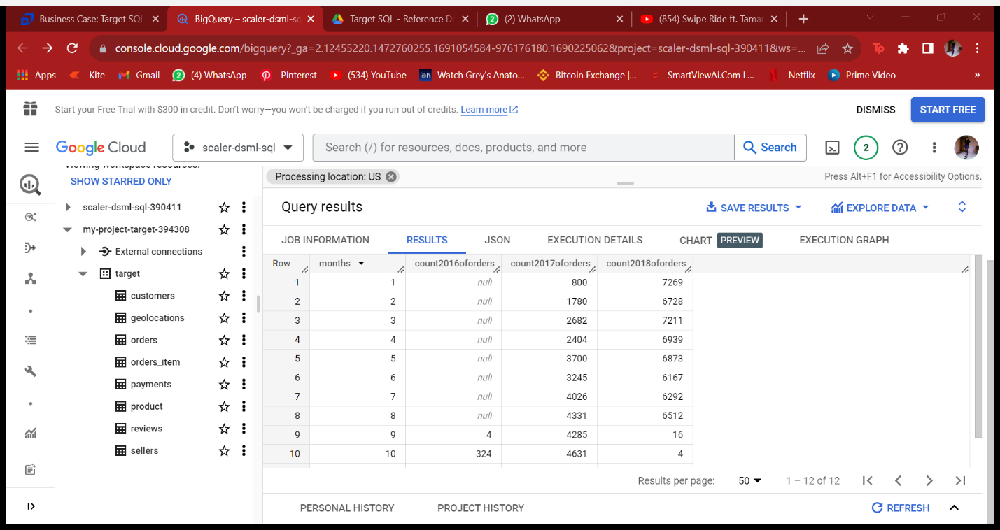 Business Case: Target SQL
BigQuery – scaler-dsml-sc
Target SQL - Reference Do
(2) WhatsApp
(854) Swipe Ride ft. Tamar
console.cloud.google.com/bigquery?_ga=2.12455220.1472760255.1691054584-976176180.1690225062&project=scaler-dsml-sql-390411&ws=...
Apps Kite Gmail (4) WhatsApp Pinterest (534) YouTube Watch Grey's Anato... Bitcoin Exchange |... SmartViewAi.Com L... Netflix Prime Video »
Start your Free Trial with $300 in credit. Don't worry—you won't be charged if you run out of credits. Learn more DISMISS START FREE
Google Cloud scaler-dsml-sql Search (/) for resources, docs, products, and more Search 2
Viewing workspace resources.
SHOW STARRED ONLY
scaler-dsml-sql-390411
my-project-target-394308
External connections
target
customers
geolocations
orders
orders_item
payments
product
reviews
sellers
Processing location: US Press Alt+F1 for Accessibility Options.
Query results SAVE RESULTS EXPLORE DATA
JOB INFORMATION RESULTS JSON EXECUTION DETAILS CHART PREVIEW EXECUTION GRAPH
Row months count2016oforders count2017oforders count2018oforders
1 1 null 800 7269
2 2 null 1780 6728
3 3 null 2682 7211
4 4 null 2404 6939
5 5 null 3700 6873
6 6 null 3245 6167
7 7 null 4026 6292
8 8 null 4331 6512
9 9 4 4285 16
10 10 324 4631 4
Results per page: 50 1 – 12 of 12
PERSONAL HISTORY PROJECT HISTORY REFRESH